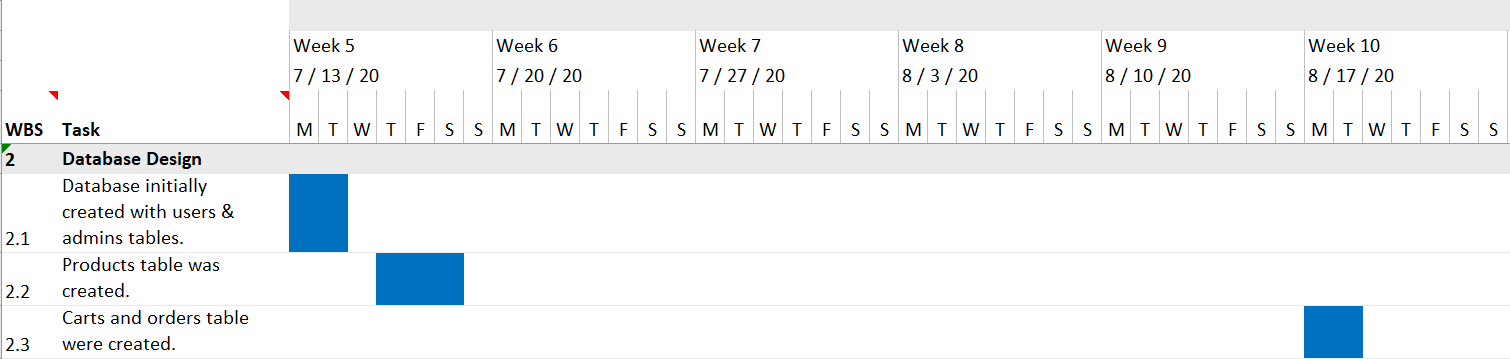 Week 5 Week 6 Week 7 Week 8 Week 9 Week 10
7 / 13 / 20 7 / 20 / 20 7 / 27 / 20 8 / 3 / 20 8 / 10 / 20 8 / 17 / 20
WBS Task M T W T F S S M T W T F S S M T W T F S S M T W T F S S M T W T F S S M T W T F S S
2 Database Design
Database initially
created with users &
2.1 admins tables.
Products table was
2.2 created.
Carts and orders table
2.3 were created.